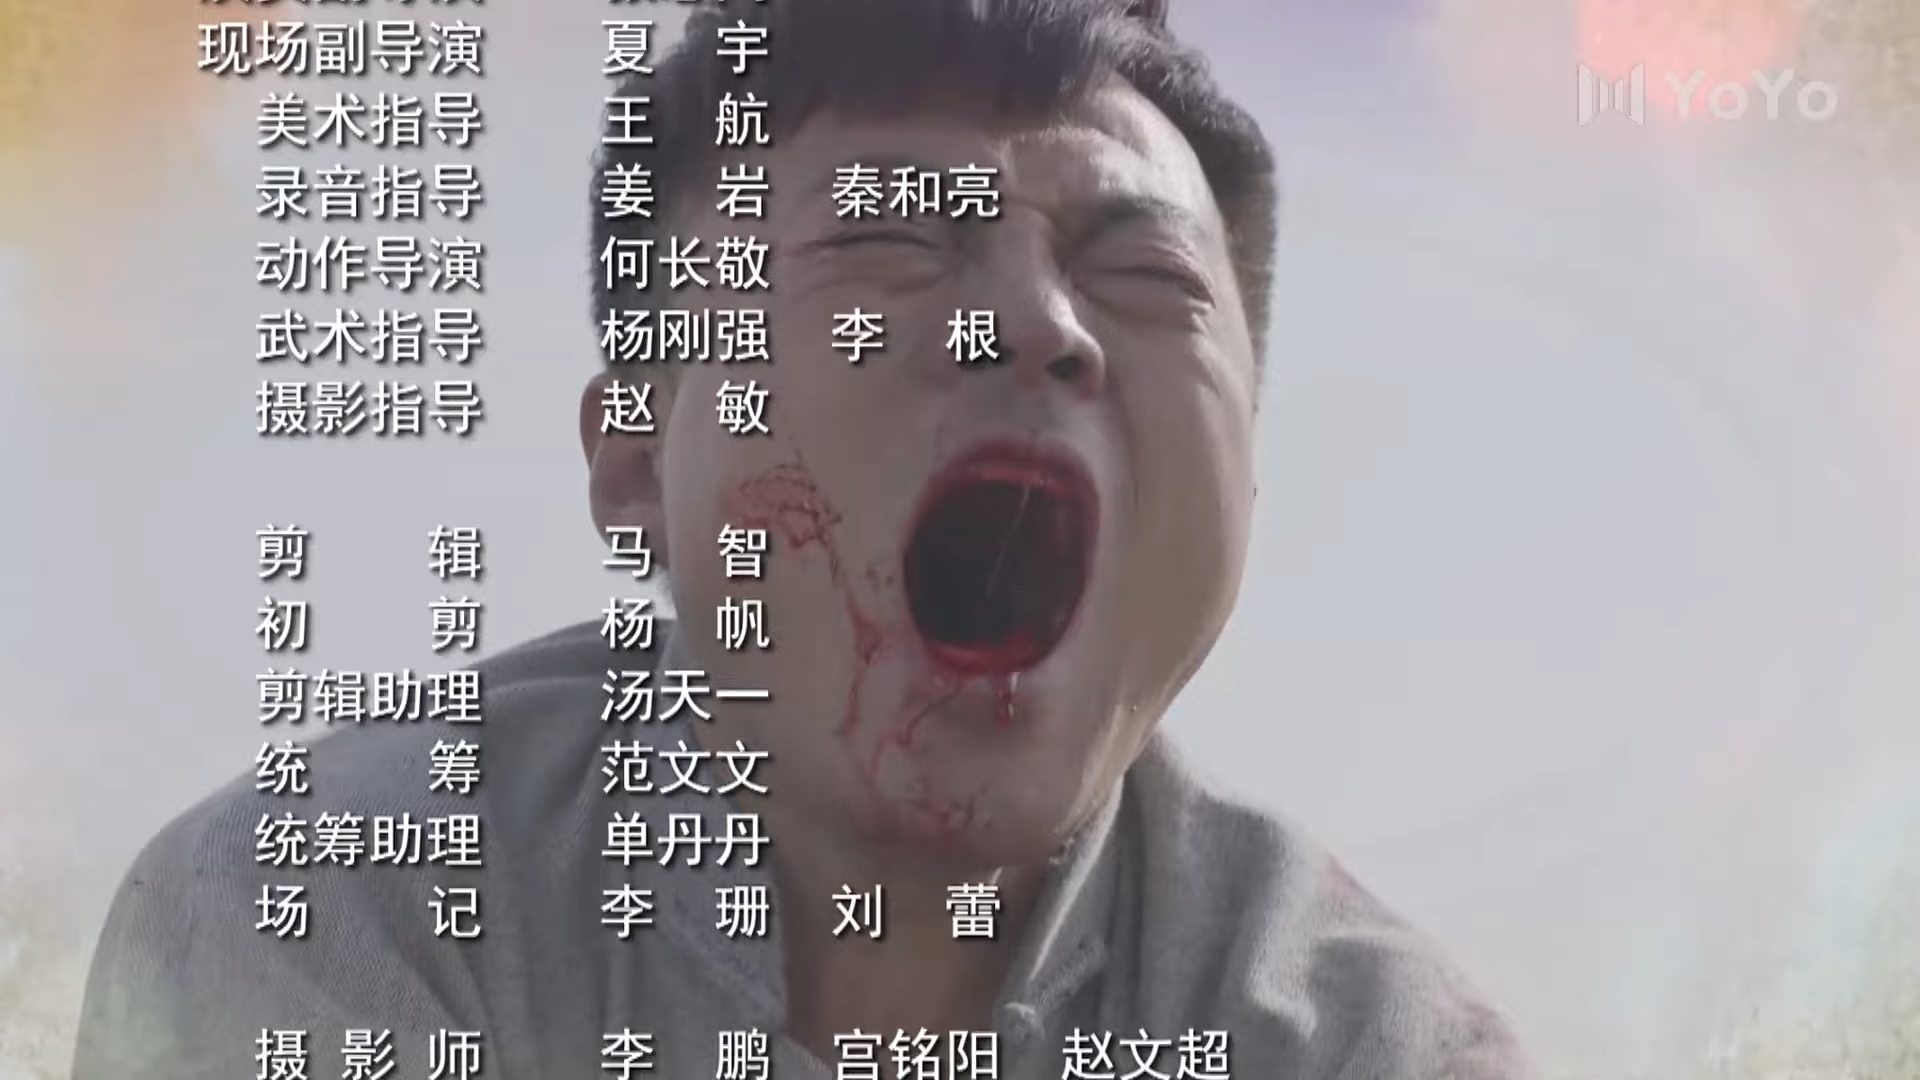 现场副导演 夏宇
YoYo
美术指导 王航
录音指导 姜岩 秦和亮
动作导演 何长敬
武术指导 杨刚强 李根
摄影指导 赵敏
剪辑 马智
初剪 杨帆
剪辑助理 汤天一
统筹 范文文
统筹助理 单丹丹
场记 李珊 刘蕾
摄影师 李鹏 宫铭阳 赵文超